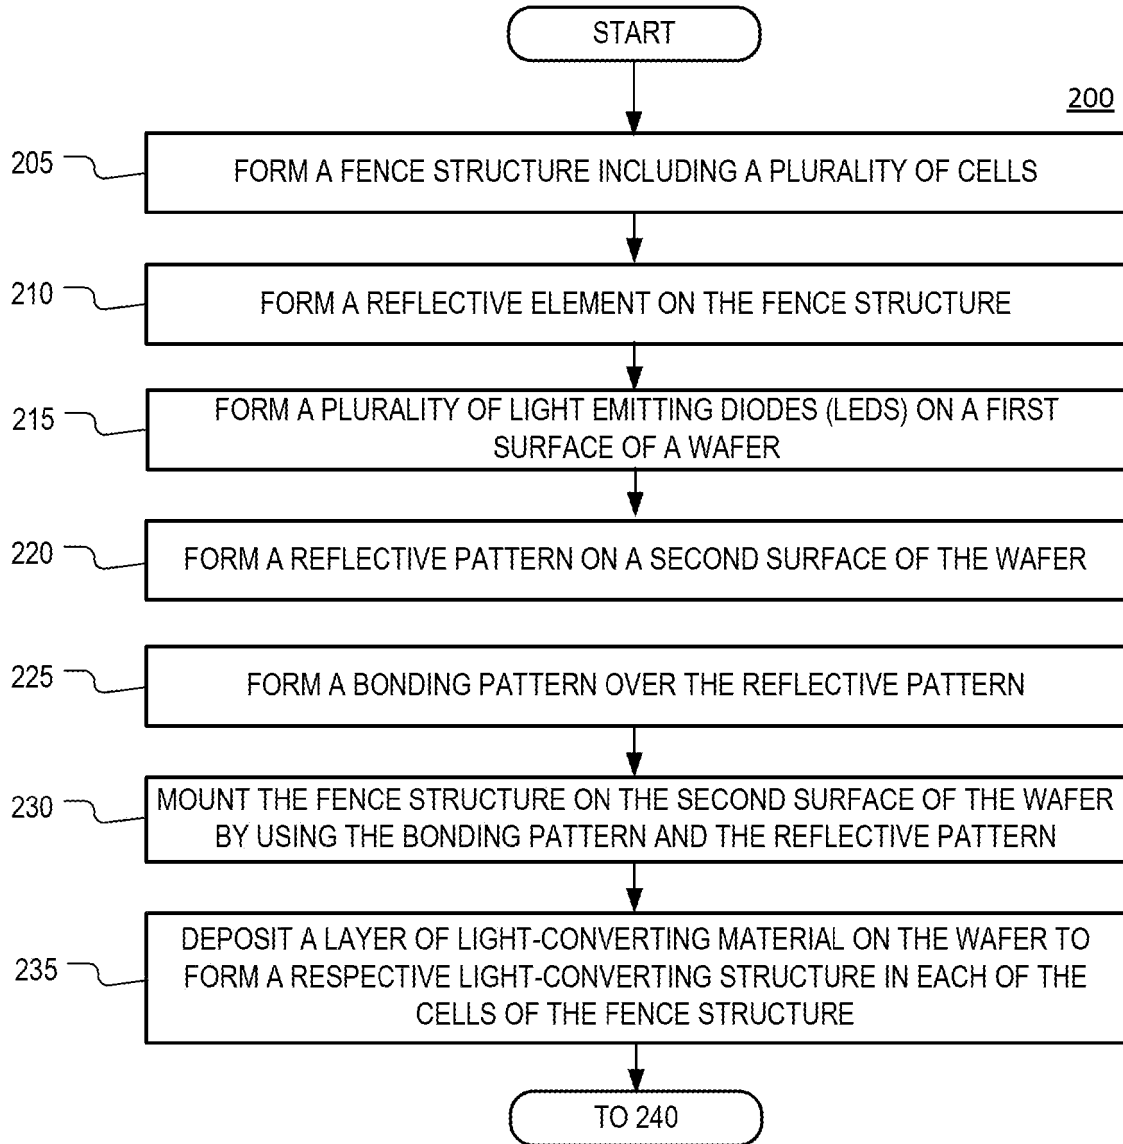 START
200
205
FORM A FENCE STRUCTURE INCLUDING A PLURALITY OF CELLS
210
FORM A REFLECTIVE ELEMENT ON THE FENCE STRUCTURE
215
FORM A PLURALITY OF LIGHT EMITTING DIODES (LEDS) ON A FIRST
SURFACE OF A WAFER
220
FORM A REFLECTIVE PATTERN ON A SECOND SURFACE OF THE WAFER
225
FORM A BONDING PATTERN OVER THE REFLECTIVE PATTERN
230
MOUNT THE FENCE STRUCTURE ON THE SECOND SURFACE OF THE WAFER
BY USING THE BONDING PATTERN AND THE REFLECTIVE PATTERN
235
DEPOSIT A LAYER OF LIGHT-CONVERTING MATERIAL ON THE WAFER TO
FORM A RESPECTIVE LIGHT-CONVERTING STRUCTURE IN EACH OF THE
CELLS OF THE FENCE STRUCTURE
TO 240